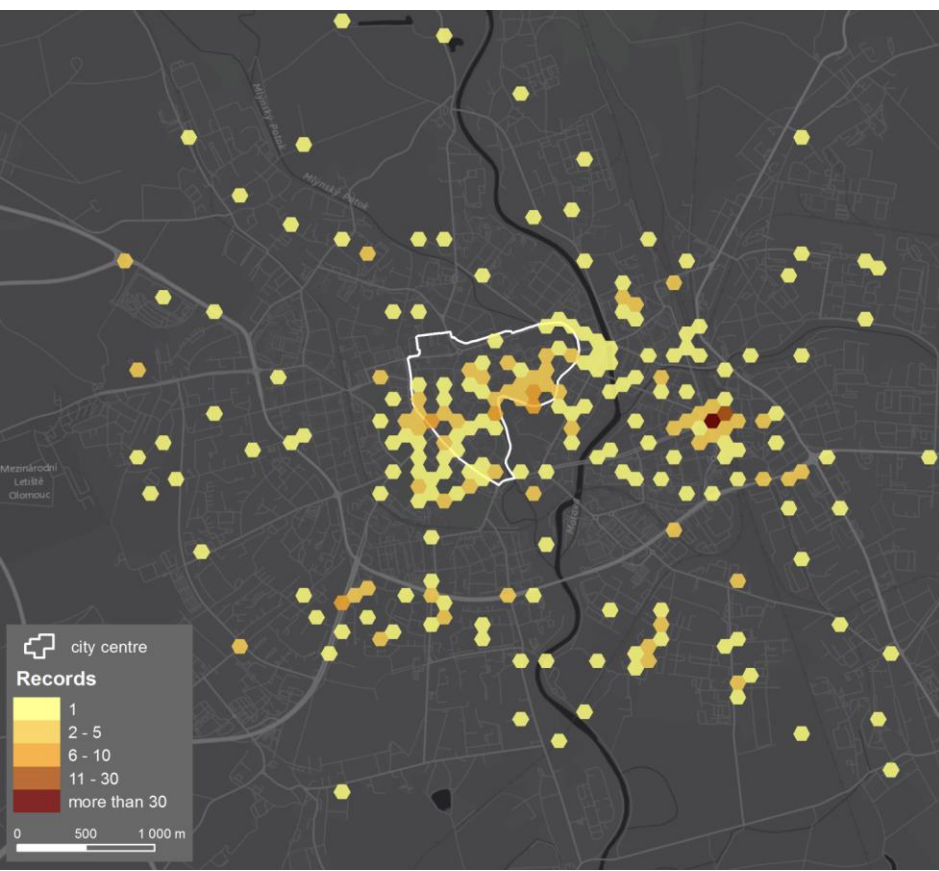 Mlýnský Potok
Mlýnský Potok
Mezinárodní
Letiště
Olomouc
city centre
Records
1
2 - 5
6 - 10
11 - 30
more than 30
0 500 1 000 m